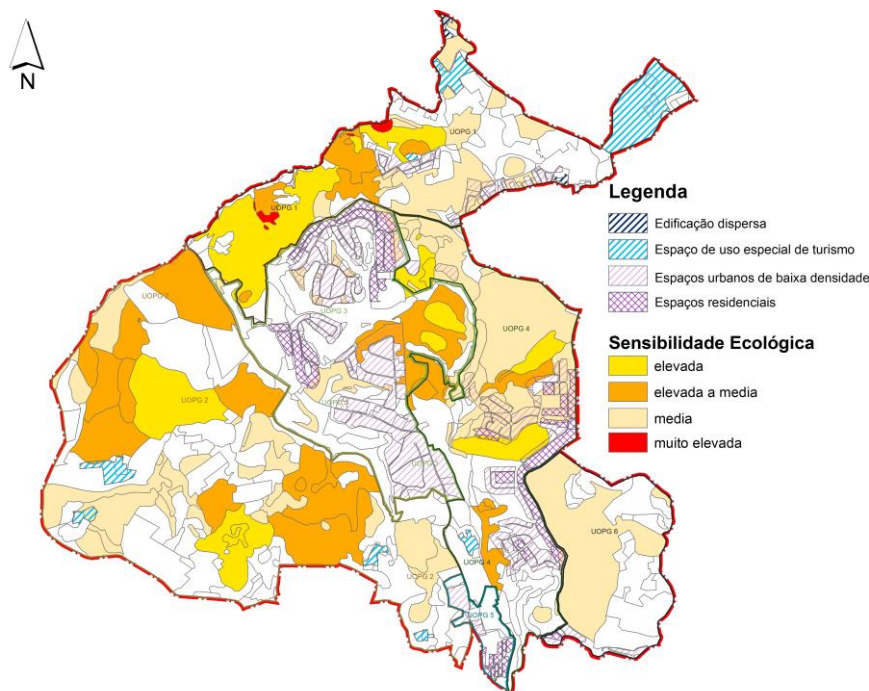 N
UOPG 1
UOPG 1
UOPG 2
UOPG 3
UOPG 4
UOPG 2
UOPG 6
UOPG 4
UOPG 2
UOPG 5
Legenda
Edificação dispersa
Espaço de uso especial de turismo
Espaços urbanos de baixa densidade
Espaços residenciais
Sensibilidade Ecológica
elevada
elevada a media
media
muito elevada